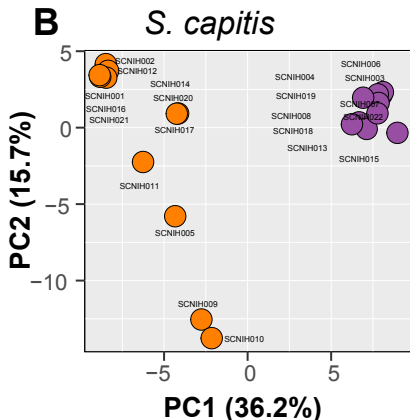 B S. capitis
5
0
−5
−10
PC2 (15.7%)
SCNIH002
SCNIH012
SCNIH001
SCNIH016
SCNIH021
SCNIH014
SCNIH020
SCNIH017
SCNIH011
SCNIH005
SCNIH009
SCNIH010
SCNIH006
SCNIH004
SCNIH003
SCNIH019
SCNIH007
SCNIH008
SCNIH022
SCNIH018
SCNIH013
SCNIH015
−5 0 5
PC1 (36.2%)